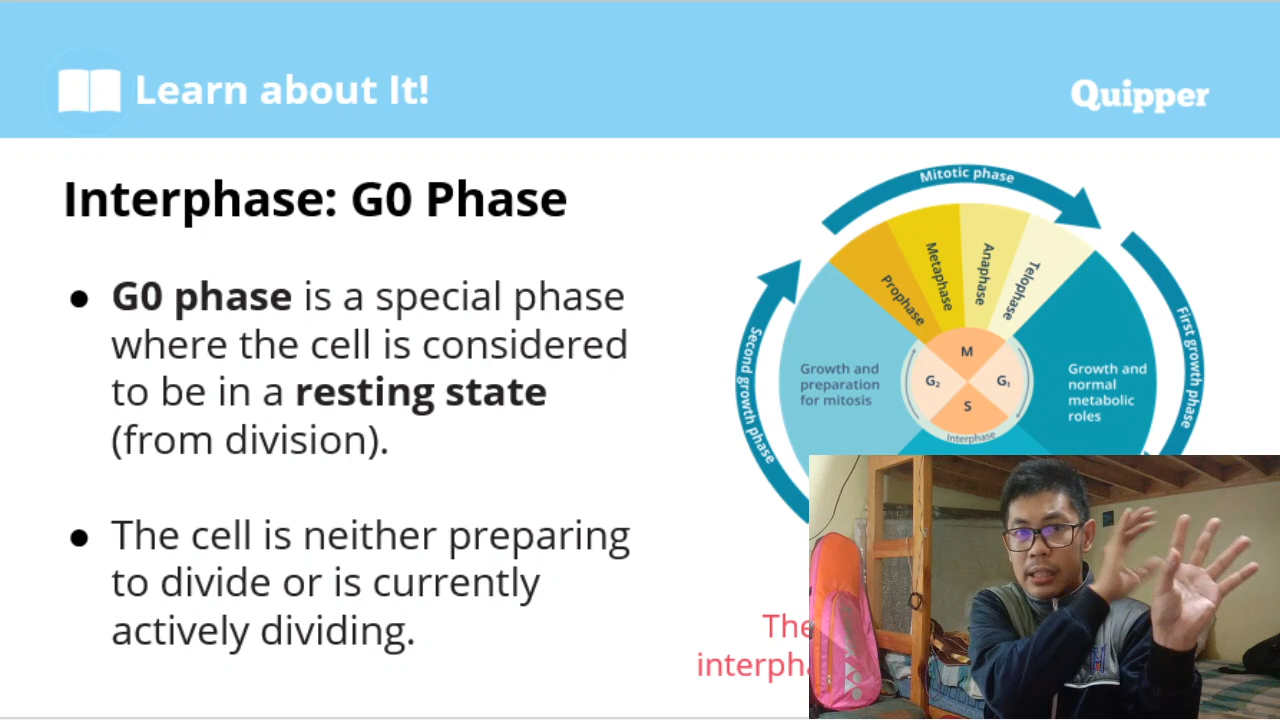 Learn about It!
Quipper
Interphase: G0 Phase
● G0 phase is a special phase
where the cell is considered
to be in a resting state
(from division).
● The cell is neither preparing
to divide or is currently
actively dividing.
Mitotic phase
Prophase
Metaphase
Anaphase
Telophase
Second growth phase
First growth phase
Growth and
preparation
for mitosis
M
G₂
G₁
S
Interphase
Growth and
normal
metabolic
roles
The